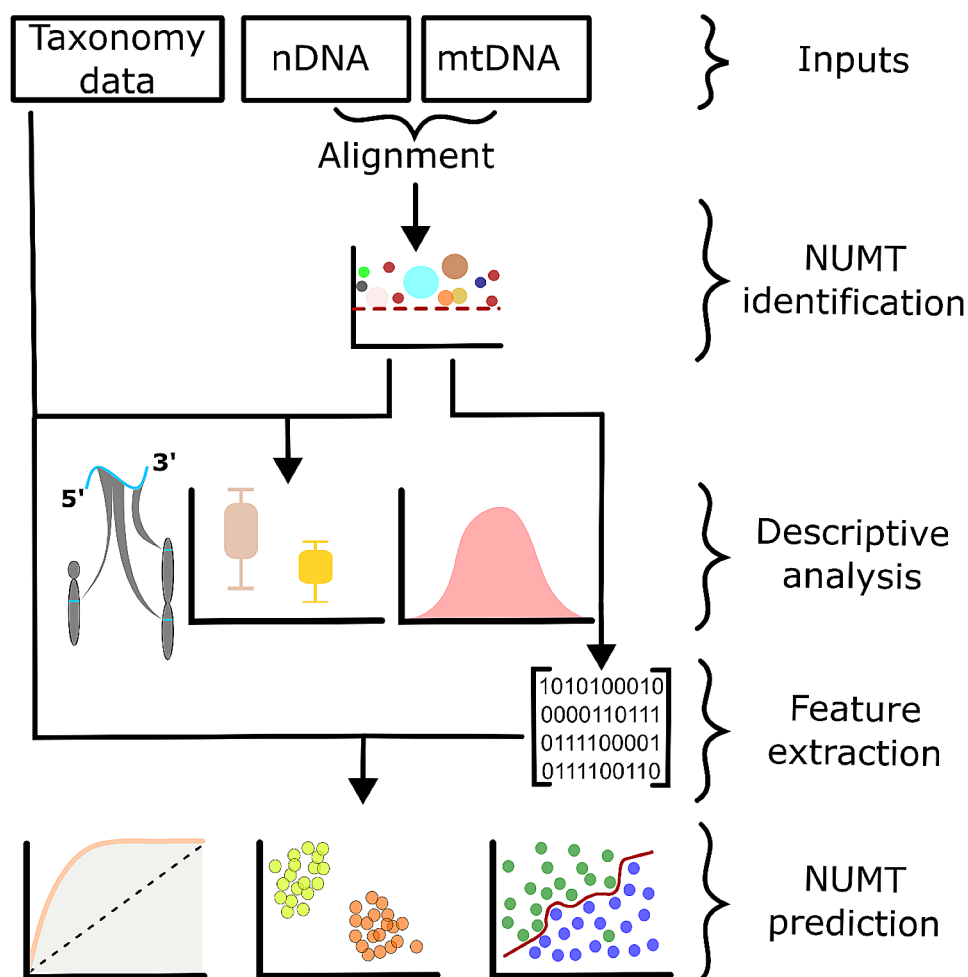 Taxonomy
data
nDNA
mtDNA
Inputs
Alignment
NUMT
identification
5'
3'
Descriptive
analysis
1010100010
0000110111
0111100001
0111100110
Feature
extraction
NUMT
prediction